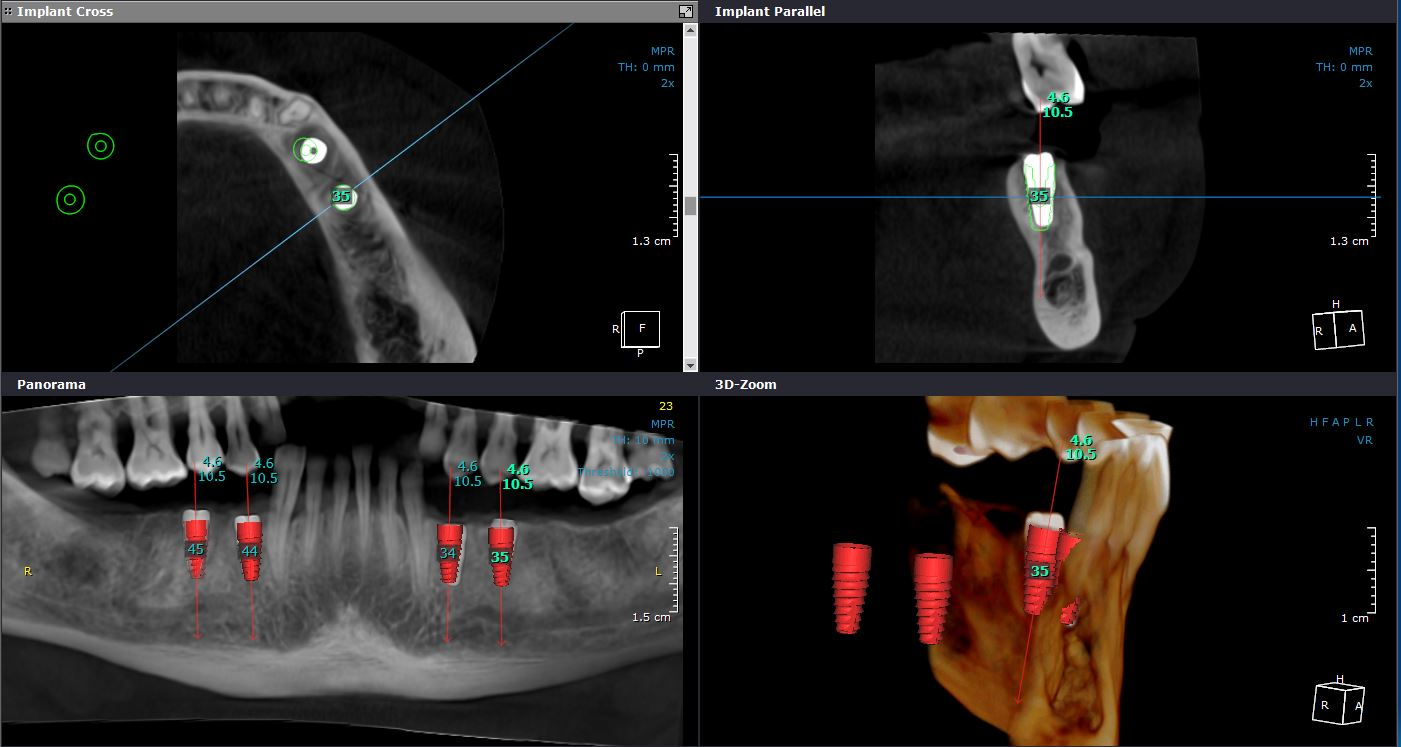 Implant Cross
MPR
TH: 0 mm
2x
35
1.3 cm
R
F
P
Implant Parallel
MPR
TH: 0 mm
2x
4.6
10.5
35
1.3 cm
H
R
A
Panorama
23
MPR
TH: 10 mm
2x
4.6
10.5
4.6
10.5
4.6
10.5
4.6
10.5
45
44
34
35
R
L
1.5 cm
3D-Zoom
H F A P L R
VR
4.6
10.5
35
1 cm
H
R
A